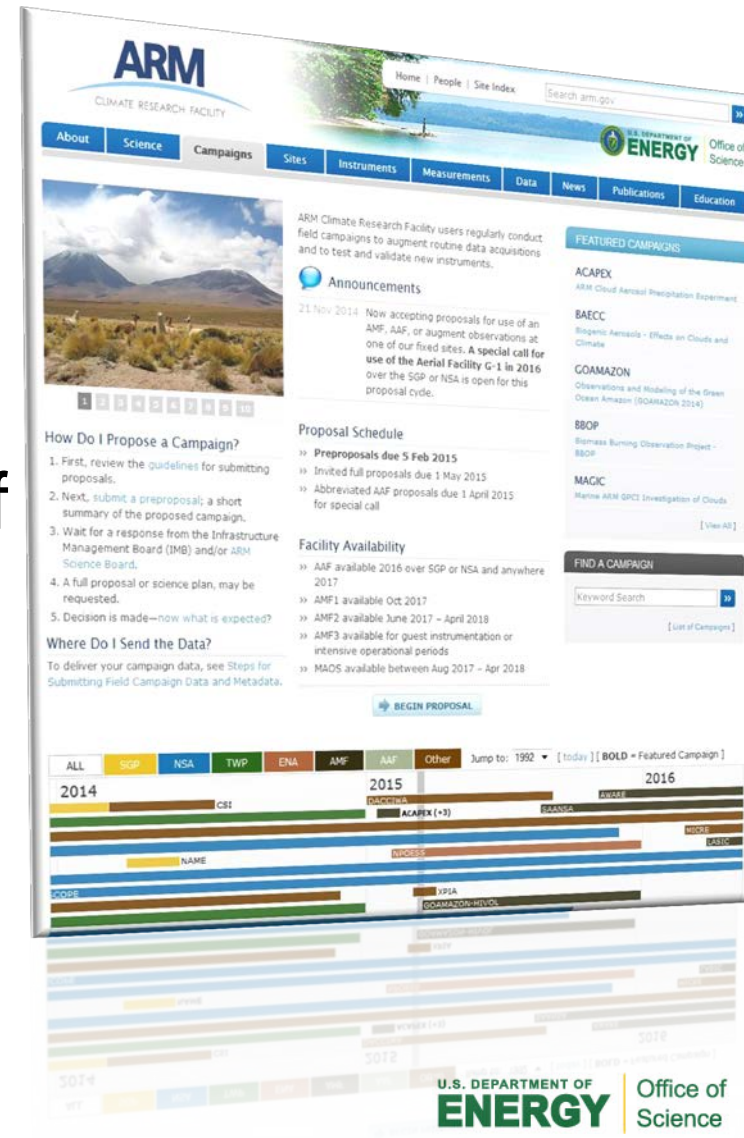 f
ARM
CLIMATE RESEARCH FACILITY
Home | People | Site Index
Search arm.gov
»
U.S. DEPARTMENT OF
ENERGY
Office of
Science
About
Science
Campaigns
Sites
Instruments
Measurements
Data
News
Publications
Education
1 2 3 4 5 6 7 8 9 10
How Do I Propose a Campaign?
1. First, review the guidelines for submitting
proposals.
2. Next, submit a preproposal; a short
summary of the proposed campaign.
3. Wait for a response from the Infrastructure
Management Board (IMB) and/or ARM
Science Board.
4. A full proposal or science plan, may be
requested.
5. Decision is made—now what is expected?
Where Do I Send the Data?
To deliver your campaign data, see Steps for
Submitting Field Campaign Data and Metadata.
ARM Climate Research Facility users regularly conduct
field campaigns to augment routine data acquisitions
and to test and validate new instruments.
Announcements
21 Nov 2014 Now accepting proposals for use of an
AMF, AAF, or augment observations at
one of our fixed sites. A special call for
use of the Aerial Facility G-1 in 2016
over the SGP or NSA is open for this
proposal cycle.
Proposal Schedule
» Preproposals due 5 Feb 2015
» Invited full proposals due 1 May 2015
» Abbreviated AAF proposals due 1 April 2015
for special call
Facility Availability
» AAF available 2016 over SGP or NSA and anywhere
2017
» AMF1 available Oct 2017
» AMF2 available June 2017 – April 2018
» AMF3 available for guest instrumentation or
intensive operational periods
» MAOS available between Aug 2017 – Apr 2018
BEGIN PROPOSAL
FEATURED CAMPAIGNS
ACAPEX
ARM Cloud Aerosol Precipitation Experiment
BAECC
Biogenic Aerosols - Effects on Clouds and
Climate
GOAMAZON
Observations and Modeling of the Green
Ocean Amazon (GOAMAZON 2014)
BBOP
Biomass Burning Observation Project -
BBOP
MAGIC
Marine ARM GPCI Investigation of Clouds
[ View All ]
FIND A CAMPAIGN
Keyword Search
»
[ List of Campaigns ]
ALL SGP NSA TWP ENA AMF AAF Other Jump to: 1992 [ today ] [ BOLD = Featured Campaign ]
2014 2015 2016
CSI DACCIWA AWARE
ACAPEX (+3) SAANSA
MICRE
NAME NPOESS LASIC
SCOPE XPIA
GOAMAZON-HIVOL
U.S. DEPARTMENT OF
ENERGY
Office of
Science